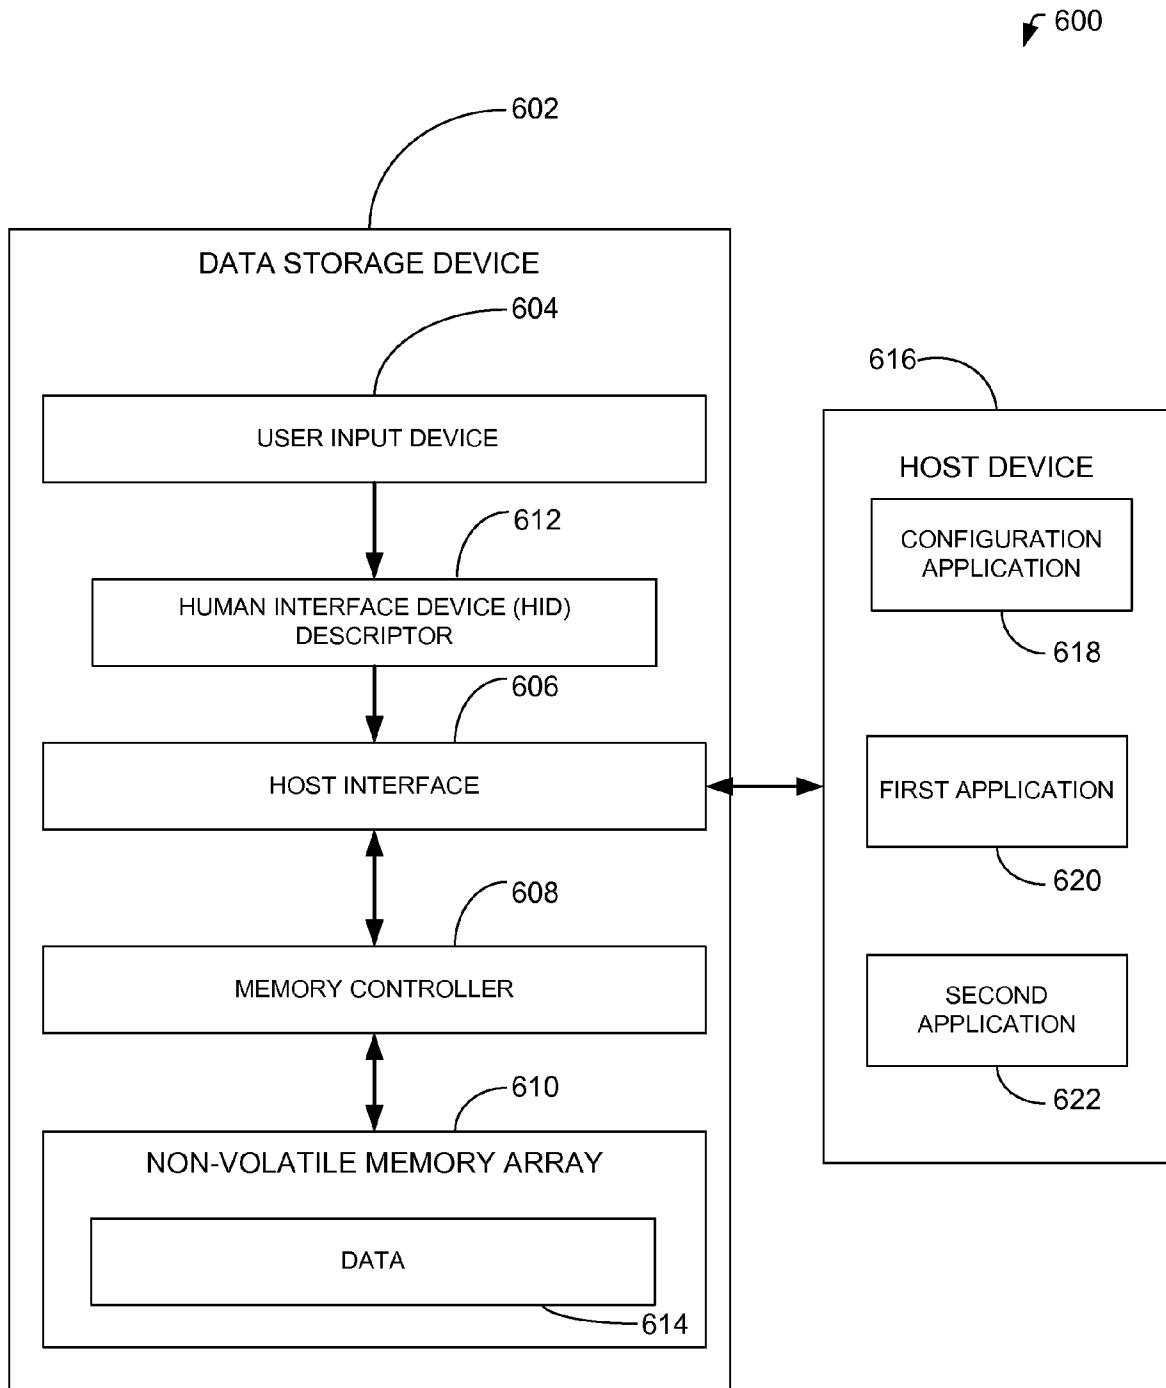 600
602
DATA STORAGE DEVICE
604
USER INPUT DEVICE
612
HUMAN INTERFACE DEVICE (HID)
DESCRIPTOR
606
HOST INTERFACE
608
MEMORY CONTROLLER
610
NON-VOLATILE MEMORY ARRAY
DATA
614
616
HOST DEVICE
CONFIGURATION
APPLICATION
618
FIRST APPLICATION
620
SECOND
APPLICATION
622